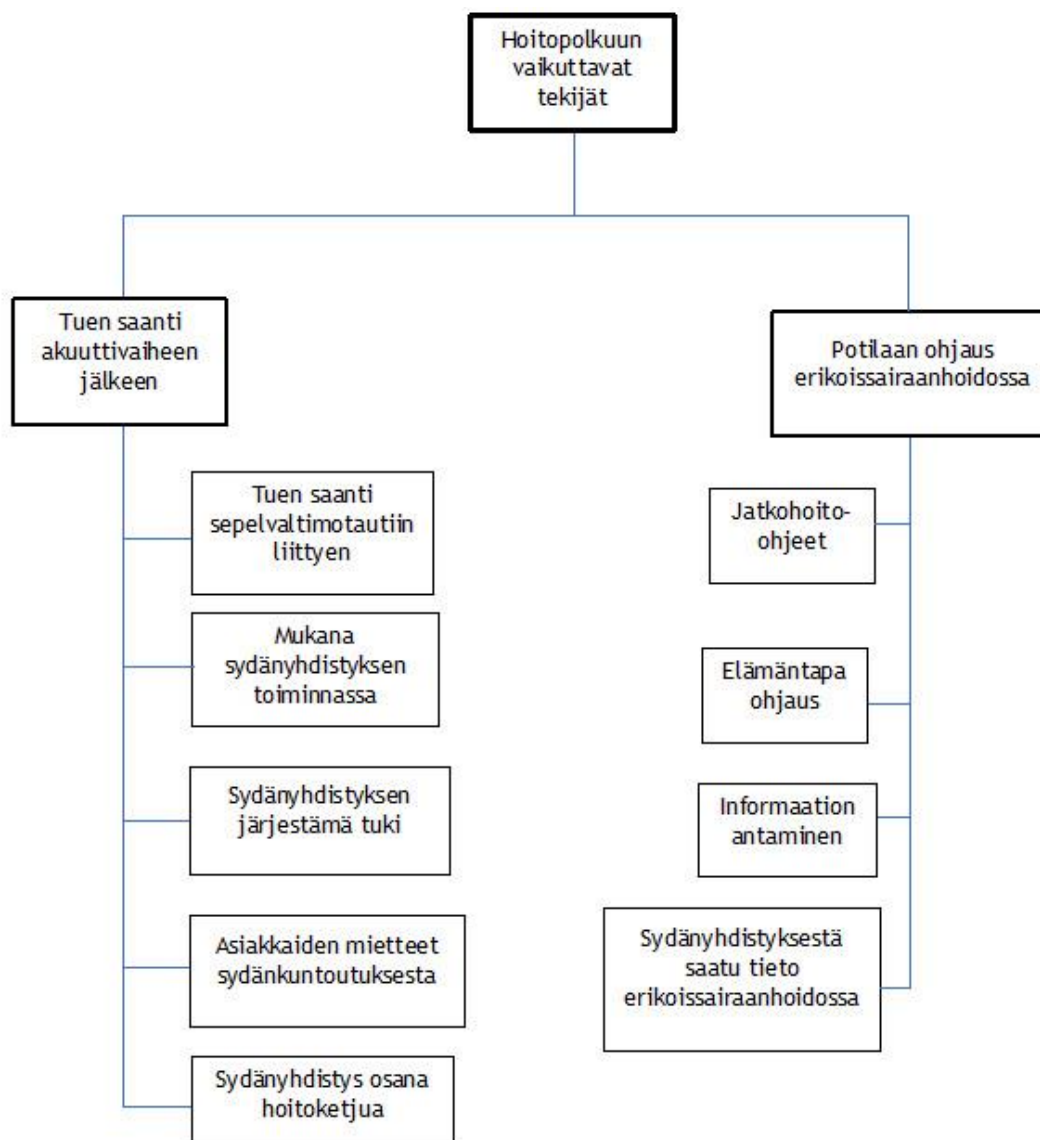 Hoitopolkuun
vaikuttavat
tekijät
Tuen saanti
akuuttivaiheen
jälkeen
Tuen saanti
sepelvaltimotautiin
liittyen
Mukana
sydänyhdistyksen
toiminnassa
Sydänyhdistyksen
järjestämä tuki
Asiakkaiden mietteet
sydänkuntoutuksesta
Sydänyhdistys osana
hoitoketjua
Potilaan ohjaus
erikoissairaanhoidossa
Jatkohoito-
ohjeet
Elämäntapa
ohjaus
Informaation
antaminen
Sydänyhdistyksestä
saatu tieto
erikoissairaanhoidossa